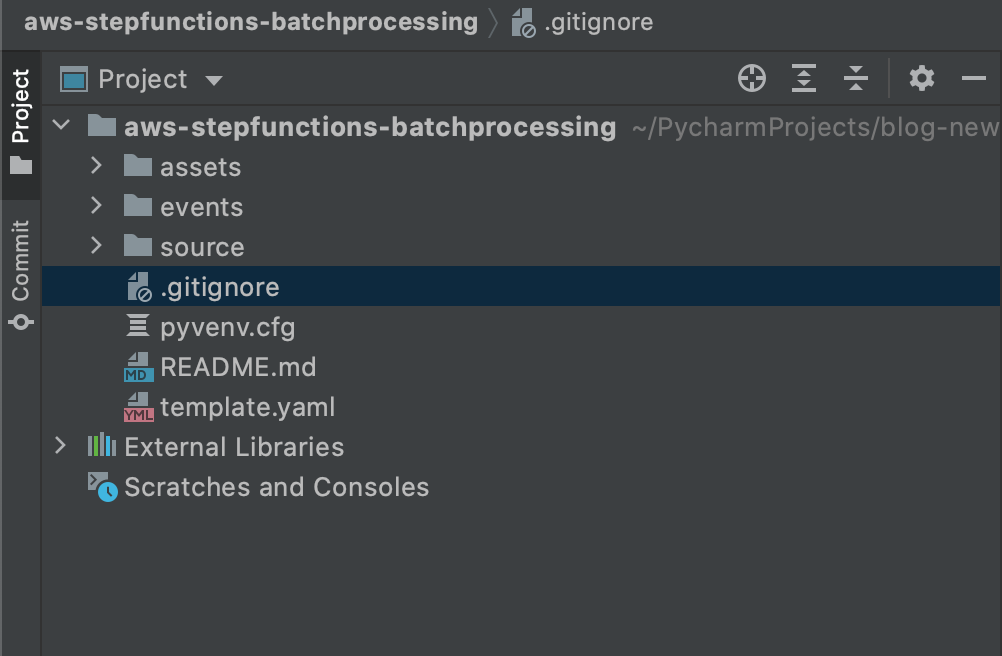 aws-stepfunctions-batchprocessing .gitignore
Project
Project
Commit
aws-stepfunctions-batchprocessing ~/PycharmProjects/blog-new
assets
events
source
.gitignore
pyvenv.cfg
MD README.md
YML template.yaml
External Libraries
Scratches and Consoles